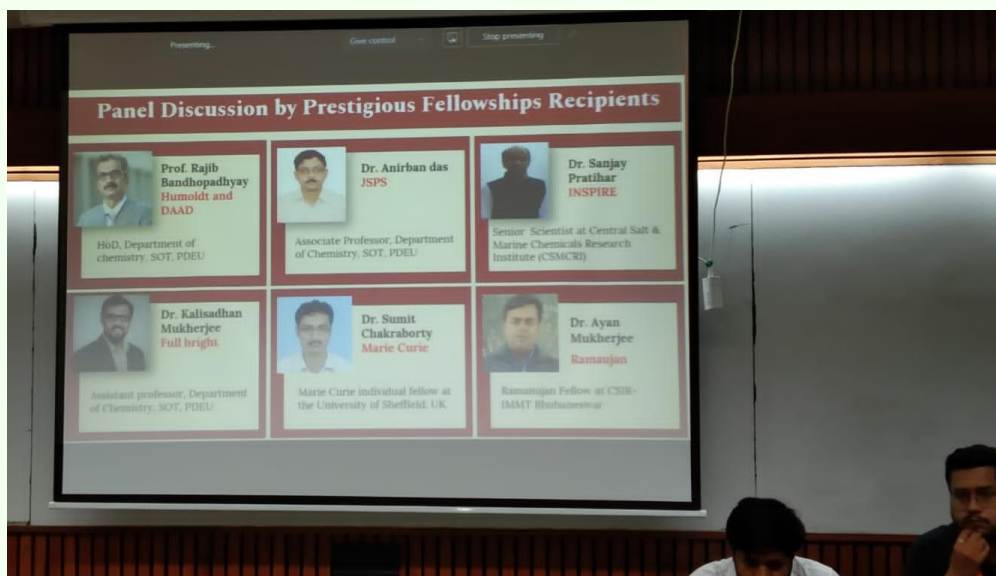 Presenting...
Give control
Stop presenting
Panel Discussion by Prestigious Fellowships Recipients
Prof. Rajib
Bandhopadhyay
Humoldt and
DAAD
HoD, Department of
chemistry, SOT, PDEU
Dr. Anirban das
JSPS
Associate Professor, Department
of Chemistry, SOT, PDEU
Dr. Sanjay
Pratihar
INSPIRE
Senior Scientist at Central Salt &
Marine Chemicals Research
Institute (CSMCRI)
Dr. Kalisadhan
Mukherjee
Full bright
Assistant professor, Department
of Chemistry, SOT, PDEU
Dr. Sumit
Chakraborty
Marie Curie
Marie Curie individual fellow at
the University of Sheffield, UK
Dr. Ayan
Mukherjee
Ramaujan
Ramanujan Fellow at CSIR-
IMMT Bhubaneswar